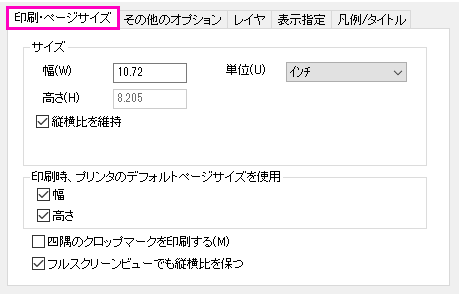 印刷・ページサイズ その他のオプション レイヤ 表示指定 凡例/タイトル
サイズ
幅(W) 10.72 単位(U) インチ
高さ(H) 8.205
縦横比を維持
印刷時、プリンタのデフォルトページサイズを使用
幅
高さ
四隅のクロップマークを印刷する(M)
フルスクリーンビューでも縦横比を保つ